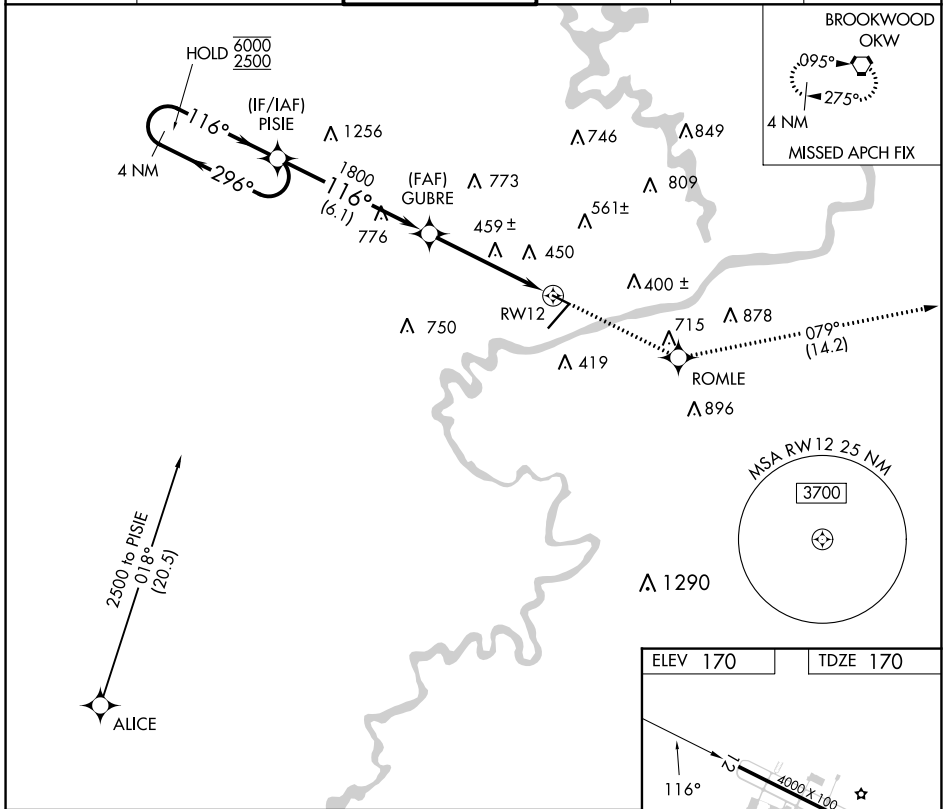 BROOKWOOD
OKW
095°
275°
4 NM
MISSED APCH FIX
HOLD 6000
2500
(IF/IAF)
PISIE
116°
296°
4 NM
1256
746
849
1800
116°
(6.1)
776
(FAF)
GUBRE
773
809
459 ±
561±
450
400 ±
RW12
750
715
878
079°
(14.2)
419
ROMLE
896
MSA RW12 25 NM
3700
2500 to PISIE
018°
(20.5)
1290
ALICE
ELEV 170
TDZE 170
12
4000 X 100
116°